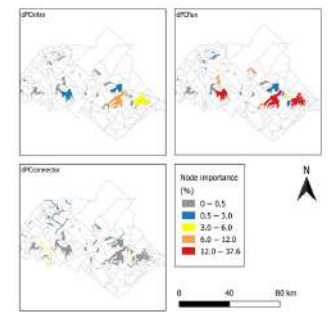 dPCintra
dPCflux
dPCconnector
Node importance
(%)
0 – 0.5
0.5 – 3.0
3.0 – 6.0
6.0 – 12.0
12.0 – 37.6
N
0 40 80 km